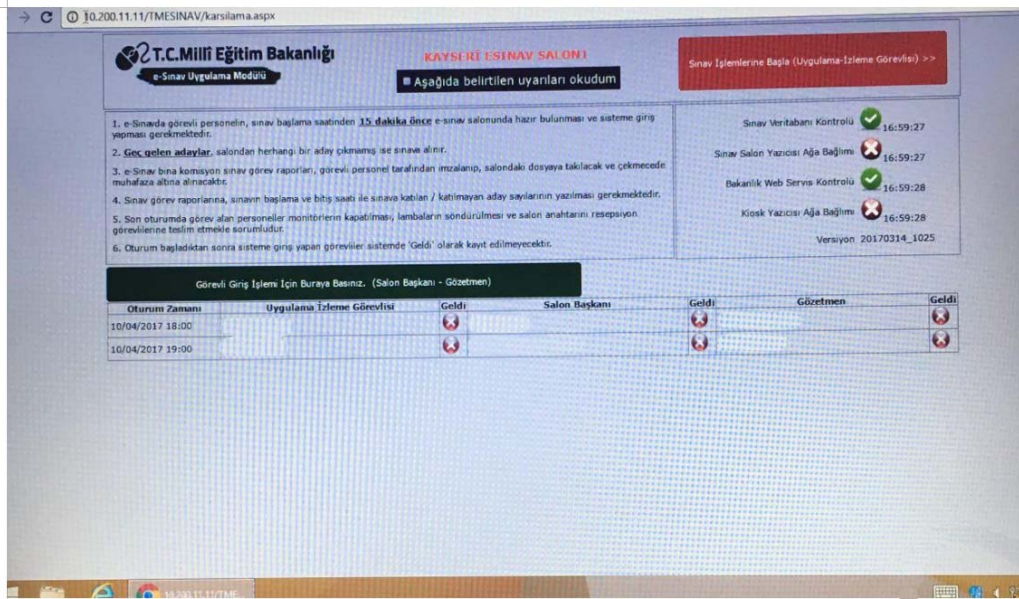 10.200.11.11/TMESINAV/karsilama.aspx
T.C.Millî Eğitim Bakanlığı
e-Sınav Uygulama Modülü
KAYSERİ ESINAV SALON1
Aşağıda belirtilen uyarıları okudum
Sınav İşlemlerine Başla (Uygulama-İzleme Görevlisi) >>
1. e-Sınavda görevli personelin, sınav başlama saatinden 15 dakika önce e-sınav salonunda hazır bulunması ve sisteme giriş
yapması gerekmektedir.
2. Geç gelen adaylar, salondan herhangi bir aday çıkmamış ise sınava alınır.
3. e-Sınav bina komisyon sınav görev raporları, görevli personel tarafından imzalanıp, salondaki dosyaya takılacak ve çekmecede
muhafaza altına alınacaktır.
4. Sınav görev raporlarına, sınavın başlama ve bitiş saati ile sınava katılan / katılmayan aday sayılarının yazılması gerekmektedir.
5. Son oturumda görev alan personeller monitörlerin kapatılması, lambaların söndürülmesi ve salon anahtarını resepsiyon
görevlilerine teslim etmekle sorumludur.
6. Oturum başladıktan sonra sisteme giriş yapan görevliler sistemde 'Geldi' olarak kayıt edilmeyecektir.
Sınav Veritabanı Kontrolü 16:59:27
Sınav Salon Yazıcısı Ağa Bağlımı 16:59:27
Bakanlık Web Servis Kontrolü 16:59:28
Kiosk Yazıcısı Ağa Bağlımı 16:59:28
Versiyon 20170314_1025
Görevli Giriş İşlemi İçin Buraya Basınız. (Salon Başkanı - Gözetmen)
Oturum Zamanı Uygulama İzleme Görevlisi Geldi Salon Başkanı Geldi Gözetmen Geldi
10/04/2017 18:00
10/04/2017 19:00
10.200.11.11/TME...